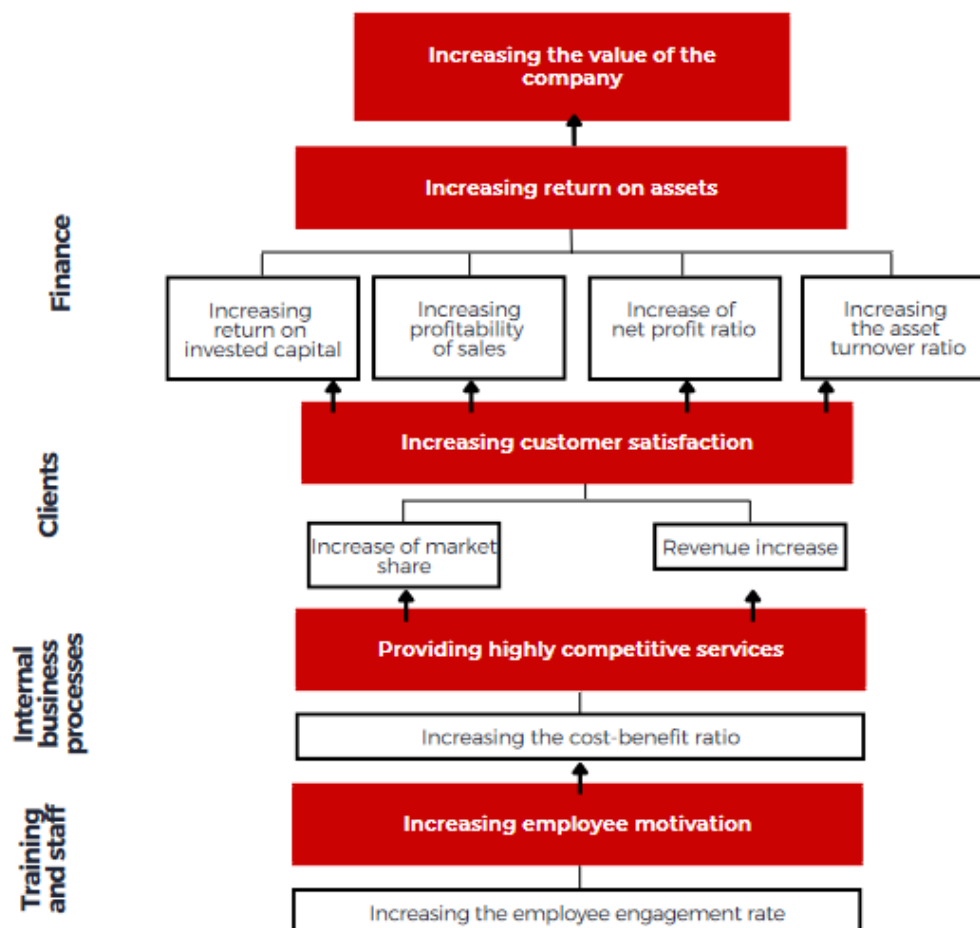 Increasing the value of the
company
Increasing return on assets
Finance
Increasing
return on
invested capital
Increasing
profitability
of sales
Increase of
net profit ratio
Increasing
the asset
turnover ratio
Increasing customer satisfaction
Clients
Increase of market
share
Revenue increase
Internal
business
processes
Providing highly competitive services
Increasing the cost-benefit ratio
Training
and staff
Increasing employee motivation
Increasing the employee engagement rate